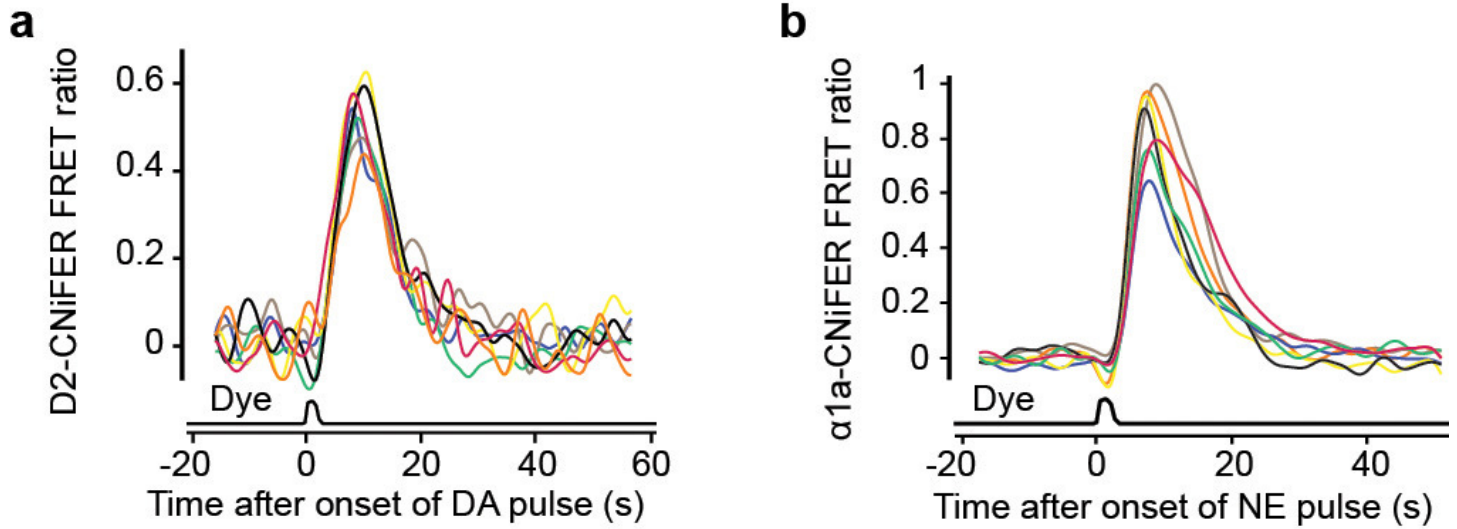 a
D2-CNiFER FRET ratio
0.6
0.4
0.2
0
Dye
-20 0 20 40 60
Time after onset of DA pulse (s)
b
α1a-CNiFER FRET ratio
1
0.8
0.6
0.4
0.2
0
Dye
-20 0 20 40
Time after onset of NE pulse (s)